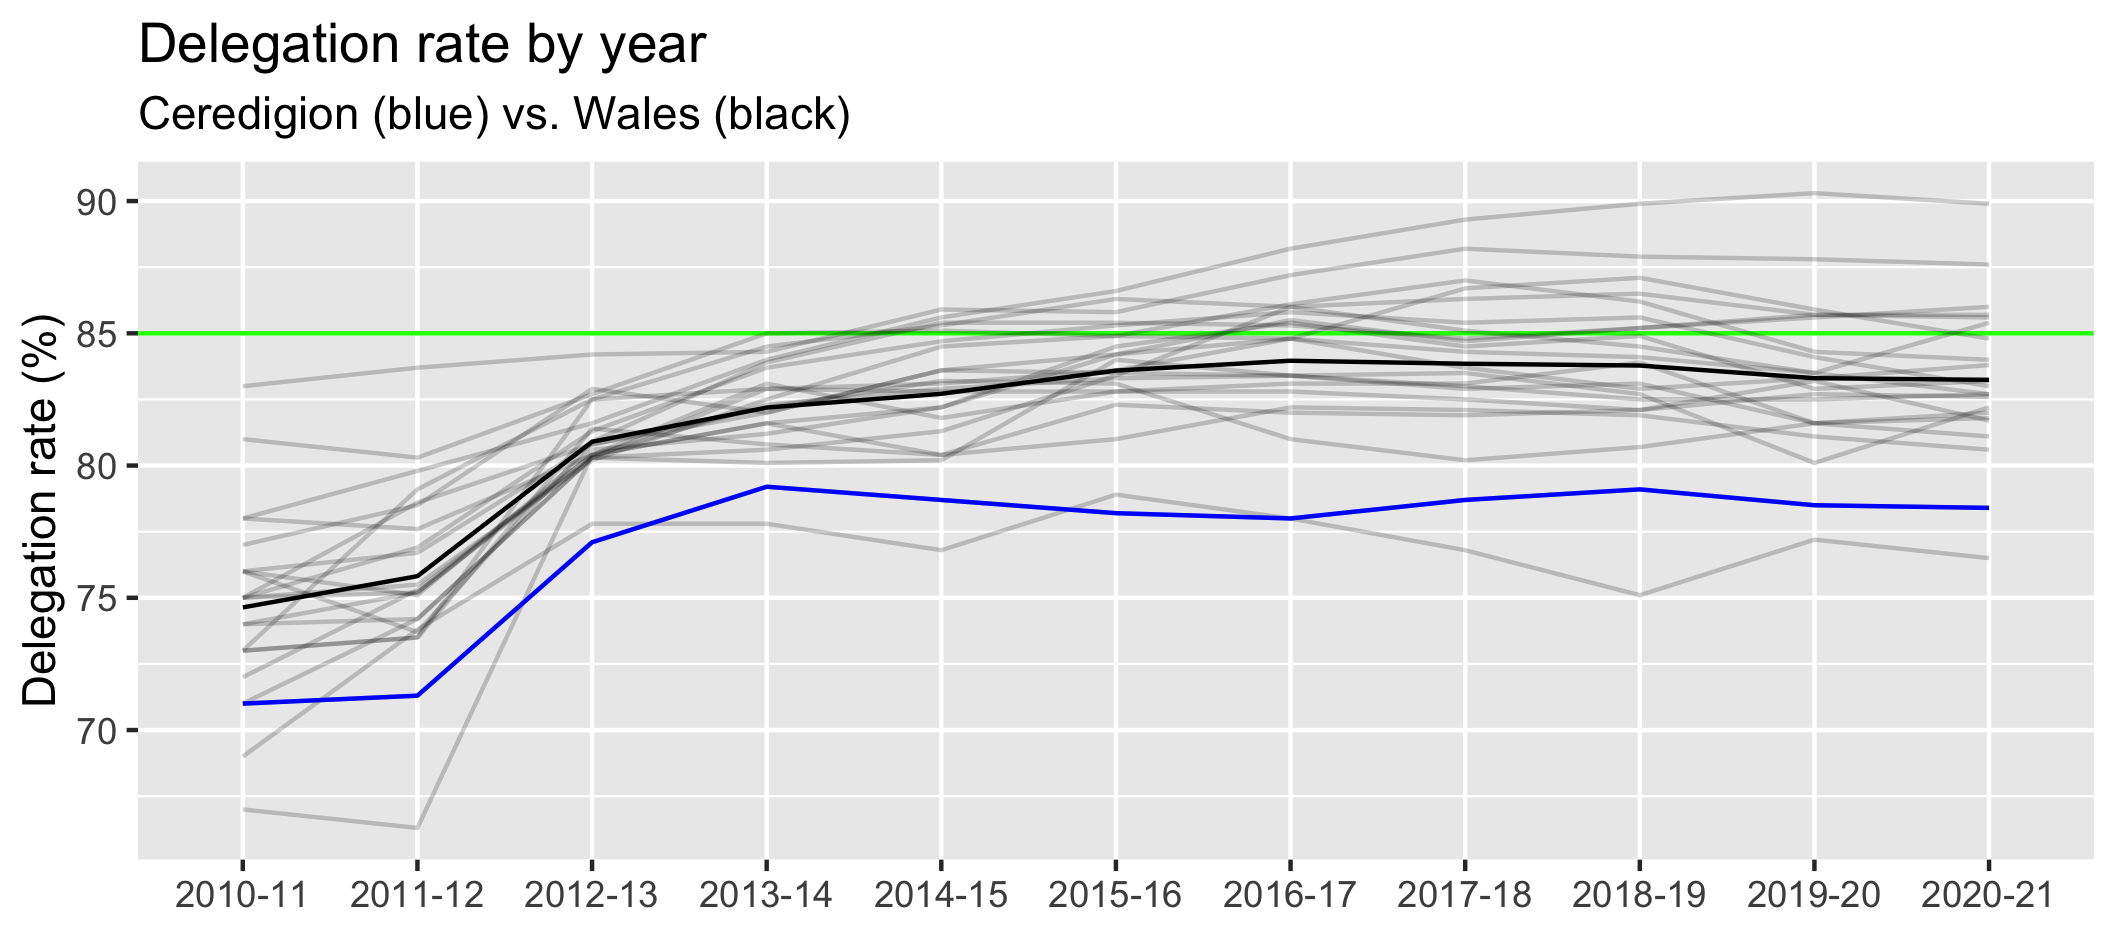 Delegation rate by year
Ceredigion (blue) vs. Wales (black)
Delegation rate (%)
90
85
80
75
70
2010-11 2011-12 2012-13 2013-14 2014-15 2015-16 2016-17 2017-18 2018-19 2019-20 2020-21